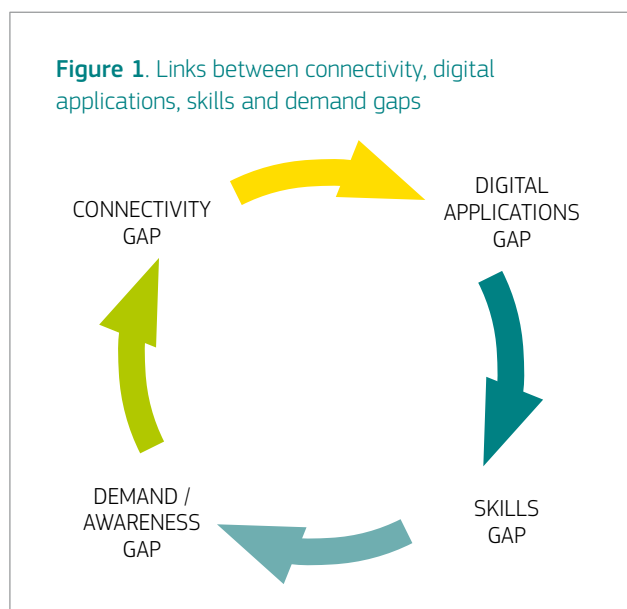 Figure 1. Links between connectivity, digital
applications, skills and demand gaps
CONNECTIVITY
GAP
DIGITAL
APPLICATIONS
GAP
DEMAND /
AWARENESS
GAP
SKILLS
GAP